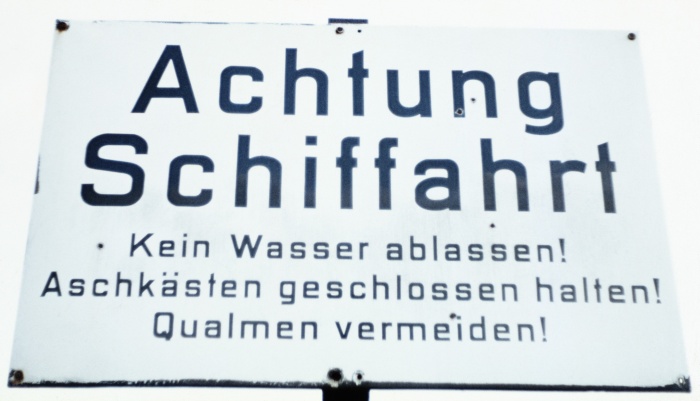 Achtung
Schiffahrt
Kein Wasser ablassen!
Aschkästen geschlossen halten!
Qualmen vermeiden!